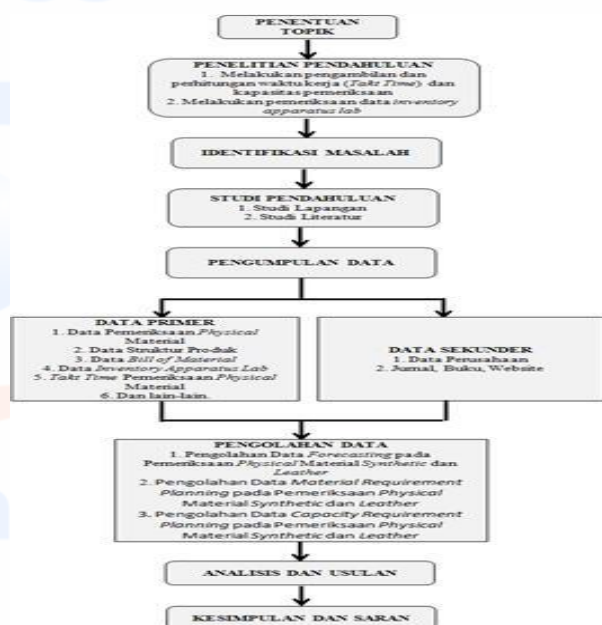 PENENTUAN
TOPIK
PENELITIAN PENDAHULUAN
1. Melakukan pengambilan dan
perhitungan waktu kerja (Takt Time) dan
kapasitas pemeriksaan
2. Melakukan pemeriksaan data inventory
apparatus lab
IDENTIFIKASI MASALAH
STUDI PENDAHULUAN
1. Studi Lapangan
2. Studi Literatur
PENGUMPULAN DATA
DATA PRIMER
1. Data Pemeriksaan Physical
Material
2. Data Struktur Produk
3. Data Bill of Material
4. Data Inventory Apparatus Lab
5. Takt Time Pemeriksaan Physical
Material
6. Dan lain-lain.
DATA SEKUNDER
1. Data Perusahaan
2. Jurnal, Buku, Website
PENGOLAHAN DATA
1. Pengolahan Data Forecasting pada
Pemeriksaan Physical Material Synthetic dan
Leather
2. Pengolahan Data Material Requirement
Planning pada Pemeriksaan Physical
Material Synthetic dan Leather
3. Pengolahan Data Capacity Requirement
Planning pada Pemeriksaan Physical
Material Synthetic dan Leather
ANALISIS DAN USULAN
KESIMPULAN DAN SARAN